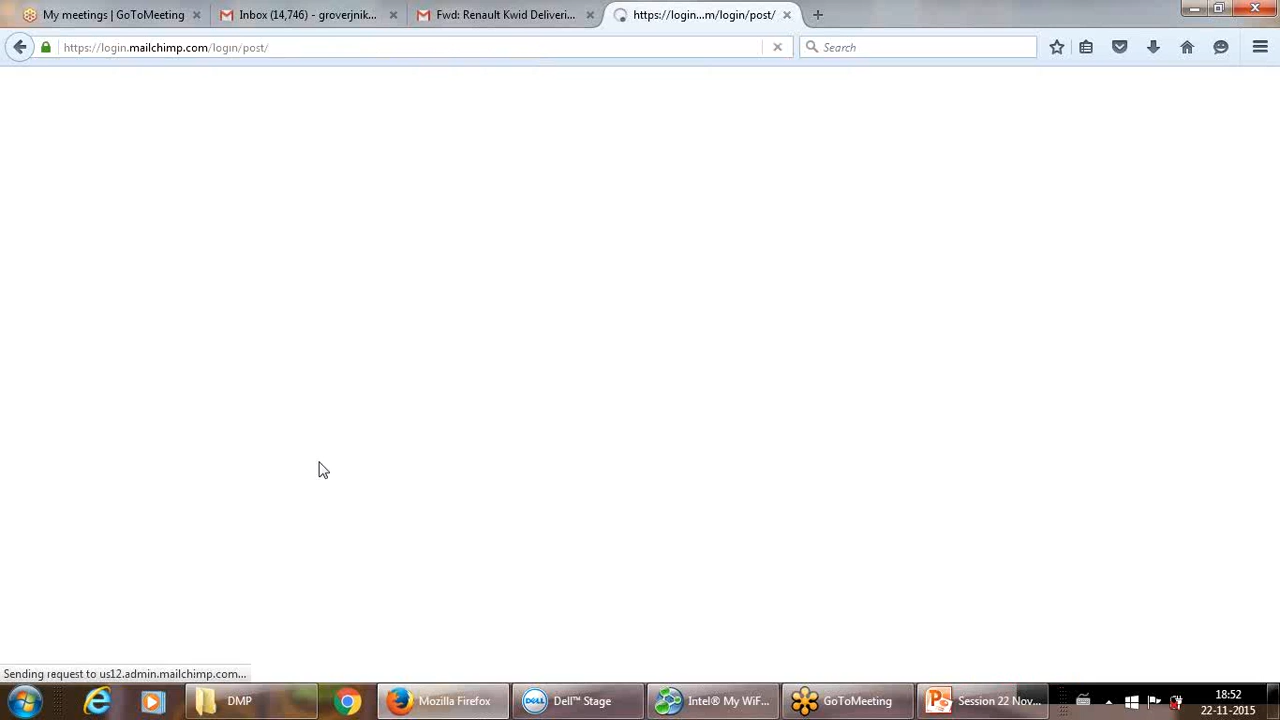 My meetings | GoToMeeting
Inbox (14,746) - groverjnik...
Fwd: Renault Kwid Deliveri...
https://login...m/login/post/
https://login.mailchimp.com/login/post/
Search
Sending request to us12.admin.mailchimp.com...
DMP
Mozilla Firefox
DELL
Dell™ Stage
Intel® My WiF...
GoToMeeting
Session 22 Nov...
18:52
22-11-2015